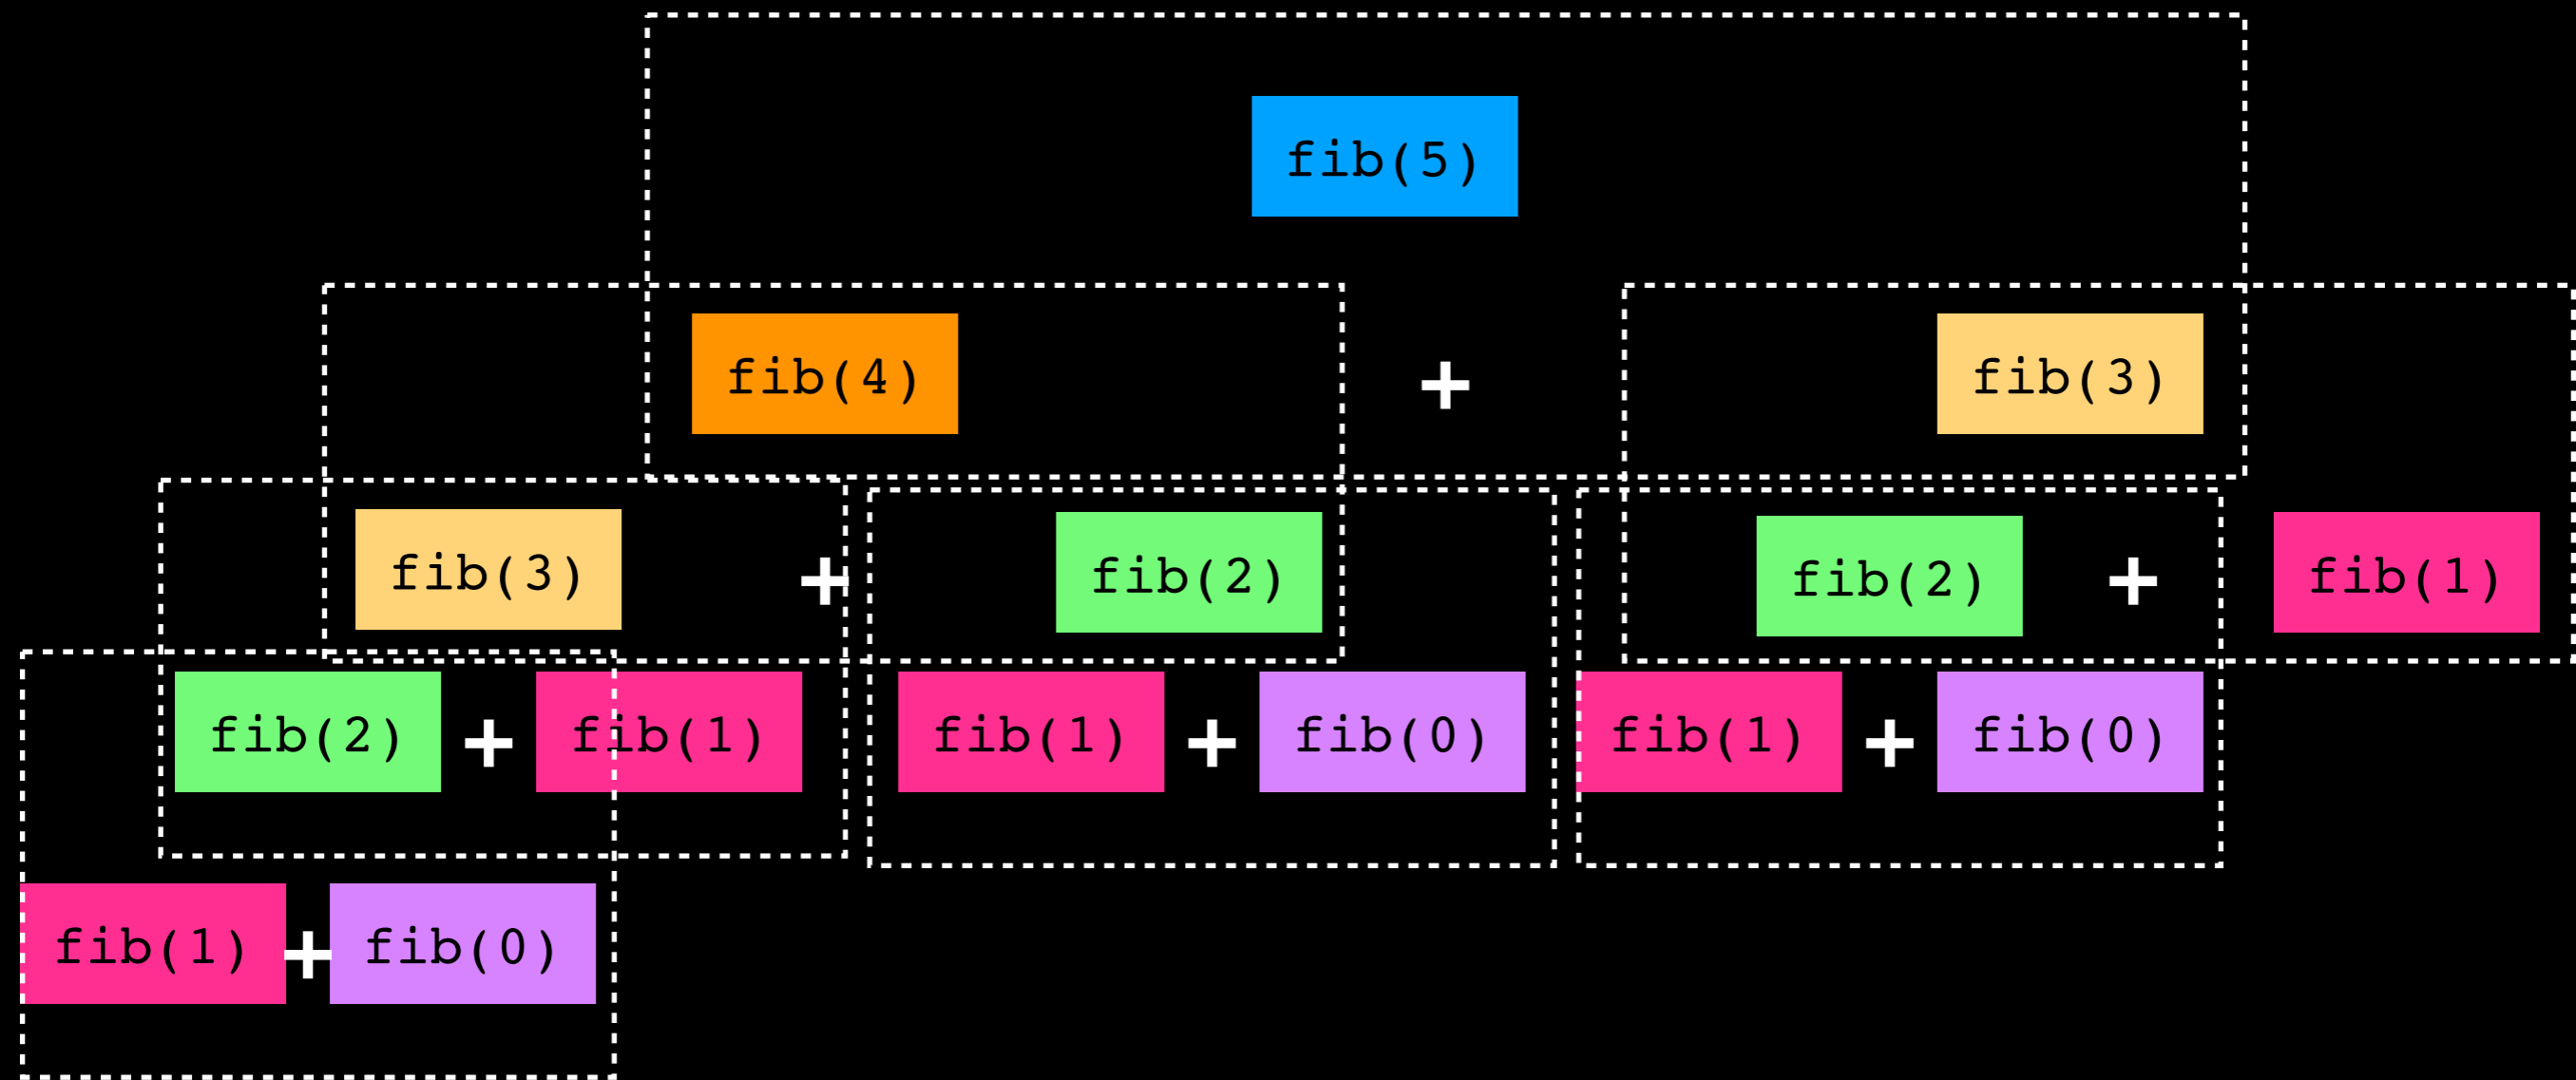 fib(5)
fib(4) + fib(3)
fib(3) + fib(2) fib(2) + fib(1)
fib(2) + fib(1) fib(1) + fib(0) fib(1) + fib(0)
fib(1) + fib(0)